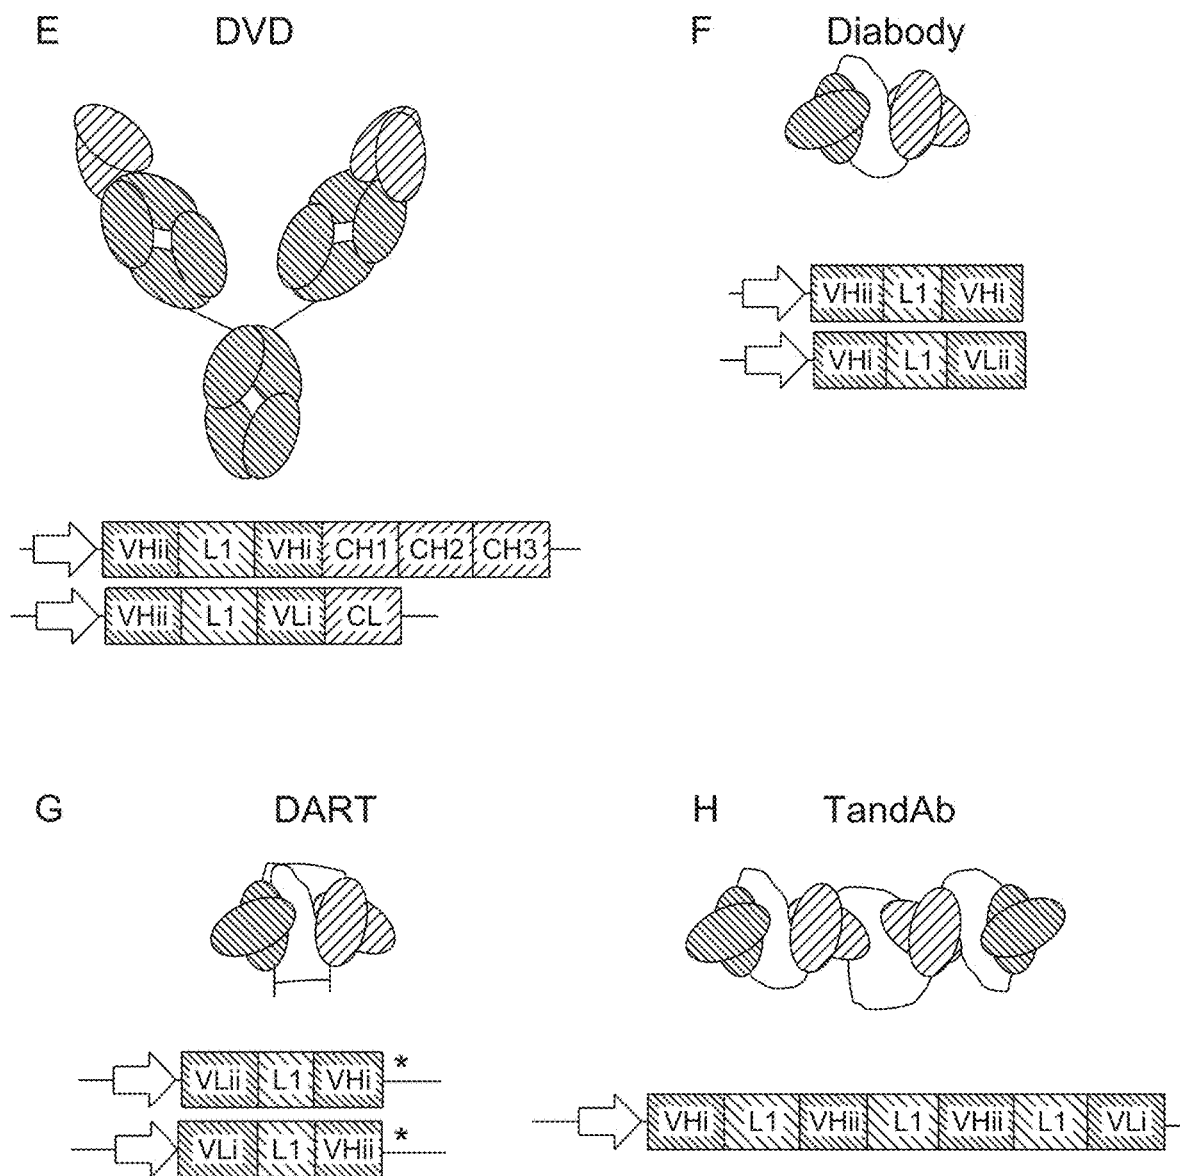 E DVD
F Diabody
VHii L1 VHi
VHi L1 VLii
VHii L1 VHi CH1 CH2 CH3
VHii L1 VLi CL
G DART
H TandAb
VLii L1 VHi *
VLi L1 VHii *
VHi L1 VHii L1 VHii L1 VLi